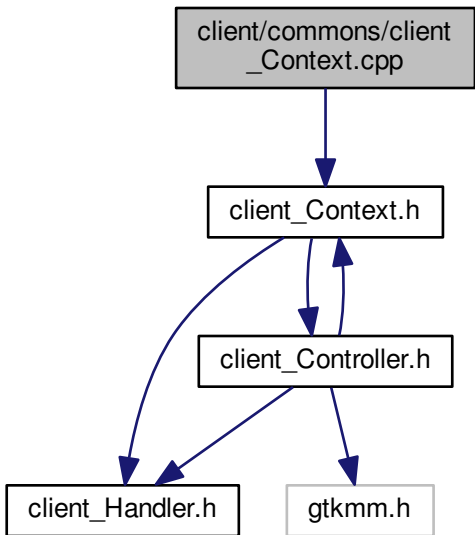 client/commons/client
_Context.cpp
client_Context.h
client_Controller.h
client_Handler.h
gtkmm.h